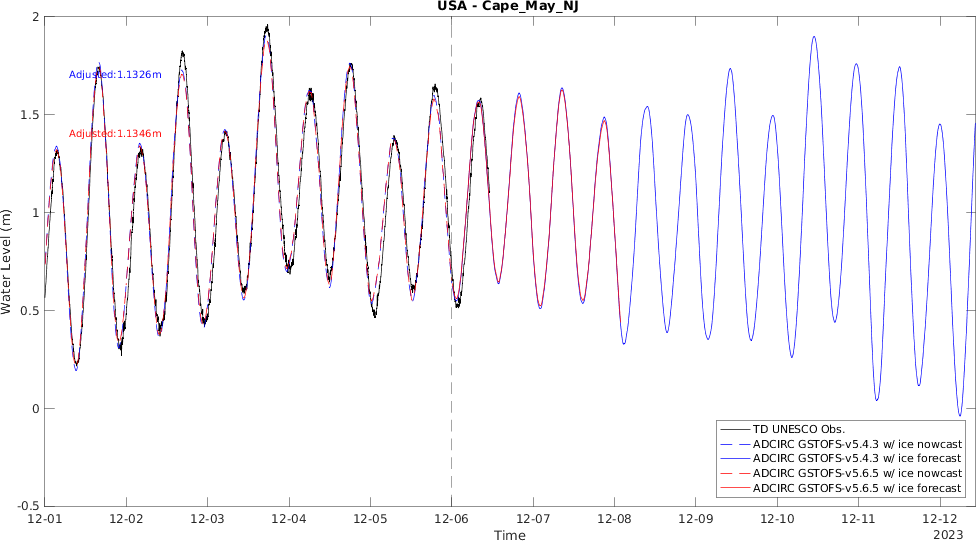 USA - Cape_May_NJ
2
1.5
1
0.5
0
-0.5
Water Level (m)
Adjusted:1.1326m
Adjusted:1.1346m
TD UNESCO Obs.
ADCIRC GSTOFS-v5.4.3 w/ ice nowcast
ADCIRC GSTOFS-v5.4.3 w/ ice forecast
ADCIRC GSTOFS-v5.6.5 w/ ice nowcast
ADCIRC GSTOFS-v5.6.5 w/ ice forecast
12-01 12-02 12-03 12-04 12-05 12-06 12-07 12-08 12-09 12-10 12-11 12-12
Time
2023